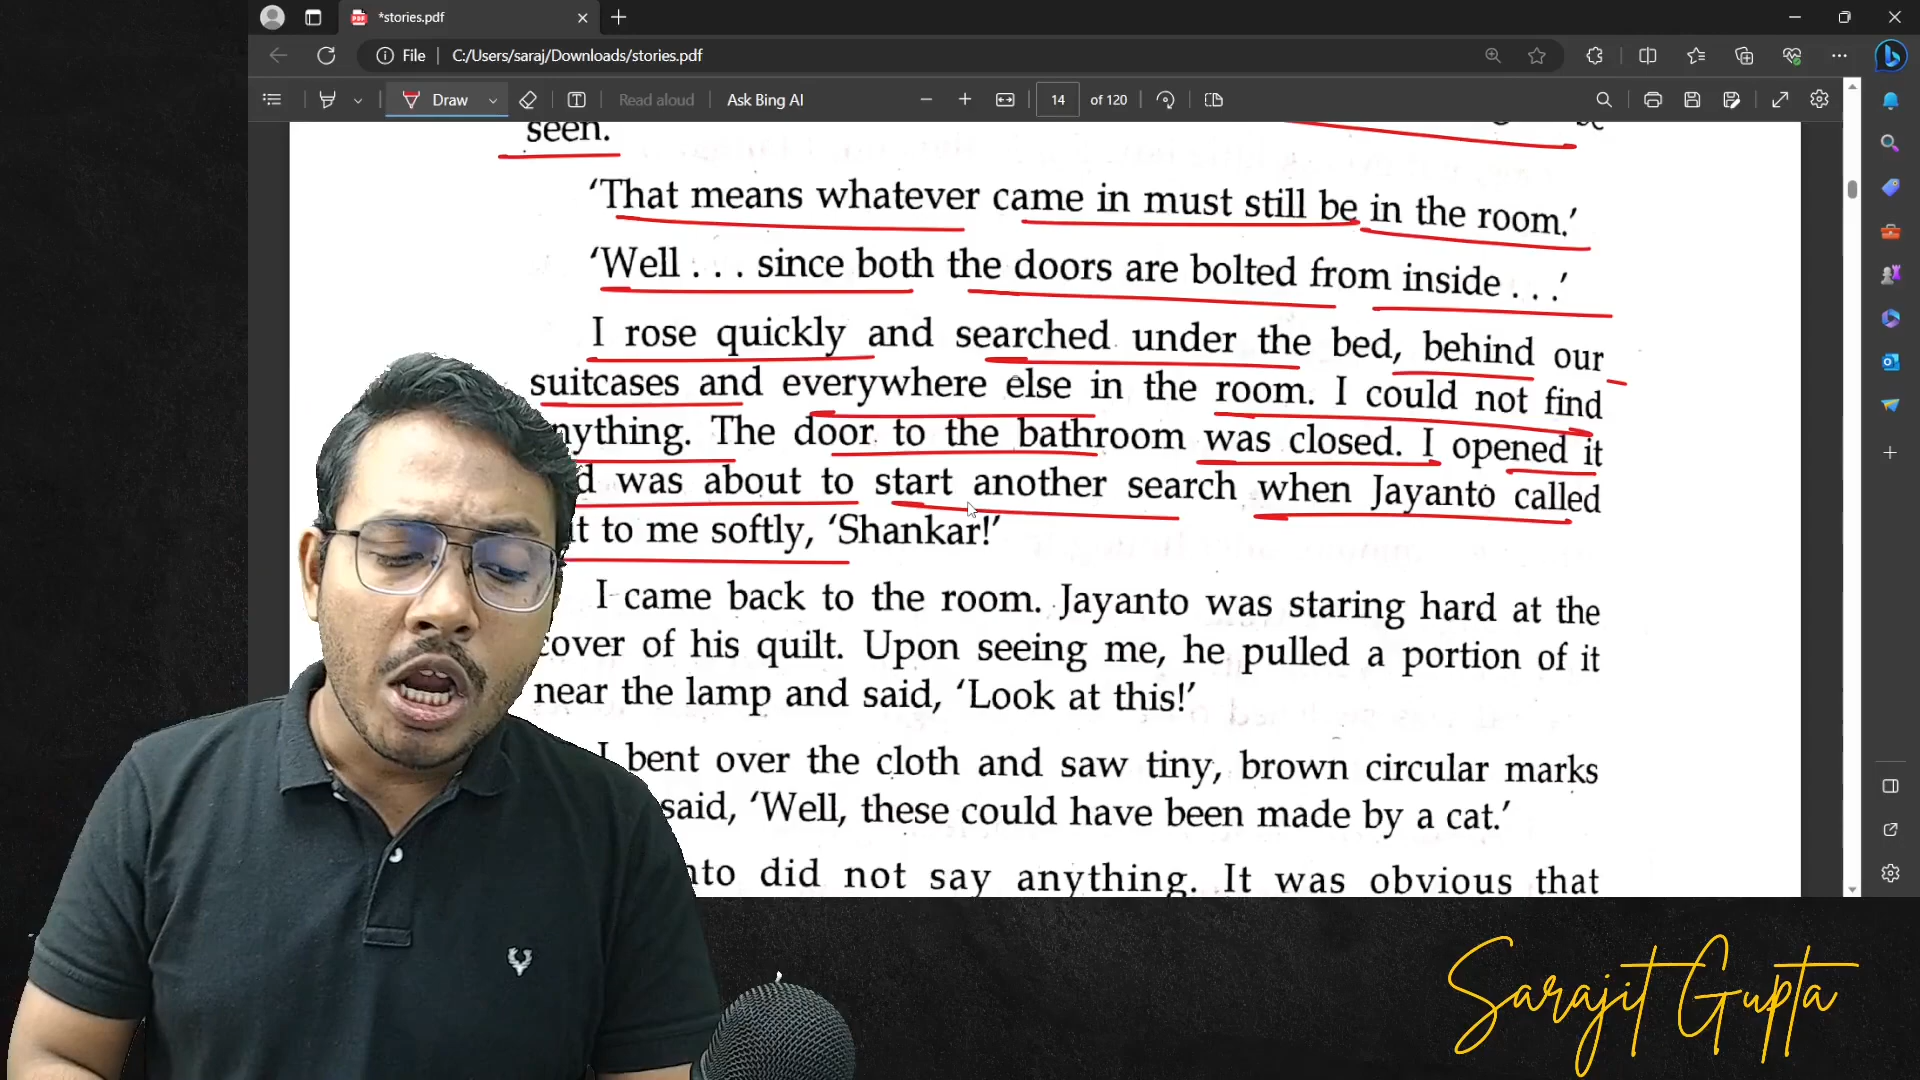 *stories.pdf
File
C:/Users/saraj/Downloads/stories.pdf
Draw
Read aloud
Ask Bing AI
14
of 120
seen.
‘That means whatever came in must still be in the room.’
‘Well . . . since both the doors are bolted from inside . . .’
I rose quickly and searched under the bed, behind our
suitcases and everywhere else in the room. I could not find
nything. The door to the bathroom was closed. I opened it
d was about to start another search when Jayanto called
t to me softly, ‘Shankar!’
I came back to the room. Jayanto was staring hard at the
cover of his quilt. Upon seeing me, he pulled a portion of it
near the lamp and said, ‘Look at this!’
I bent over the cloth and saw tiny, brown circular marks
said, ‘Well, these could have been made by a cat.’
nto did not say anything. It was obvious that
Sarajit Gupta